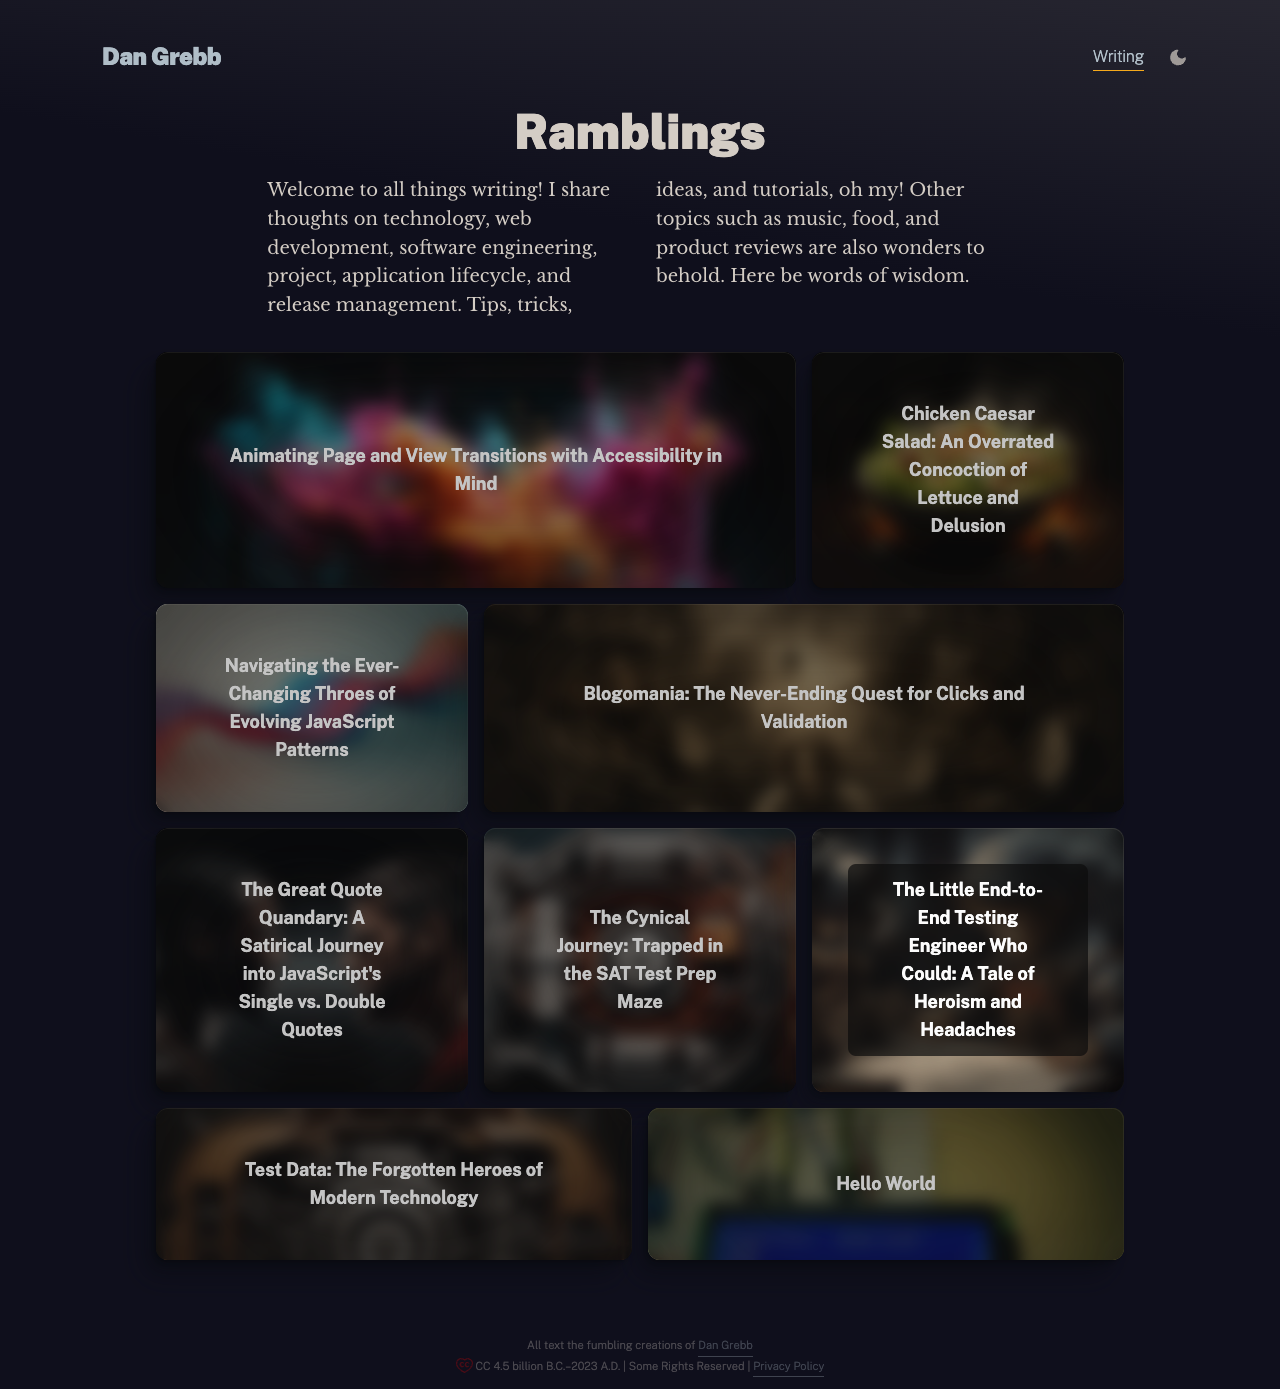 Dan Grebb
Writing
Ramblings
Welcome to all things writing! I share
thoughts on technology, web
development, software engineering,
project, application lifecycle, and
release management. Tips, tricks,
ideas, and tutorials, oh my! Other
topics such as music, food, and
product reviews are also wonders to
behold. Here be words of wisdom.
Animating Page and View Transitions with Accessibility in
Mind
Chicken Caesar
Salad: An Overrated
Concoction of
Lettuce and
Delusion
Navigating the Ever-
Changing Throes of
Evolving JavaScript
Patterns
Blogomania: The Never-Ending Quest for Clicks and
Validation
The Great Quote
Quandary: A
Satirical Journey
into JavaScript's
Single vs. Double
Quotes
The Cynical
Journey: Trapped in
the SAT Test Prep
Maze
The Little End-to-
End Testing
Engineer Who
Could: A Tale of
Heroism and
Headaches
Test Data: The Forgotten Heroes of
Modern Technology
Hello World
All text the fumbling creations of Dan Grebb
CC 4.5 billion B.C.–2023 A.D. | Some Rights Reserved | Privacy Policy